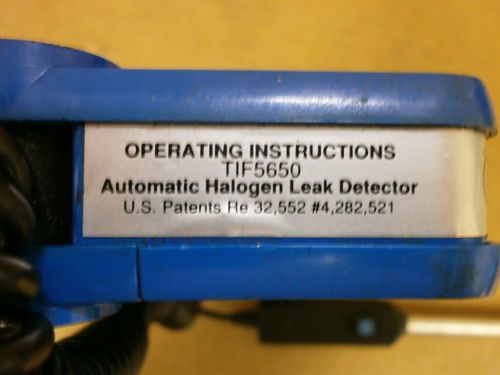 OPERATING INSTRUCTIONS
TIF5650
Automatic Halogen Leak Detector
U.S. Patents Re 32,552 #4,282,521